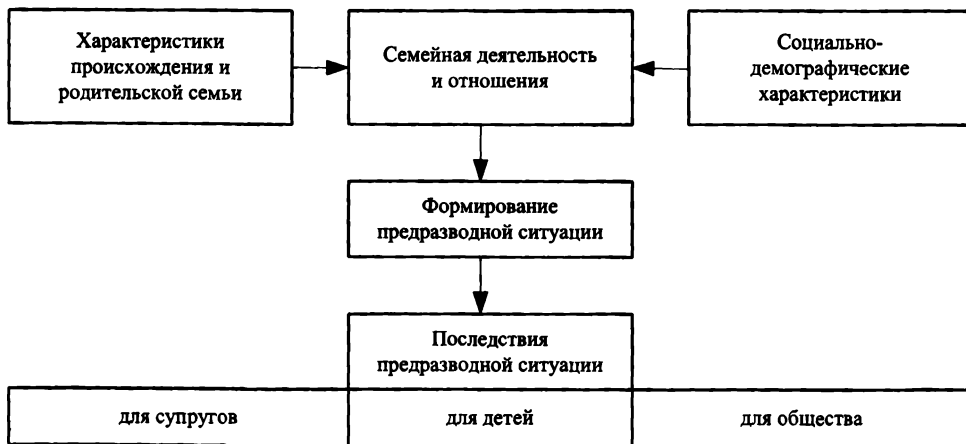 Характеристики
происхождения и
родительской семьи
Семейная деятельность
и отношения
Социально-
демографические
характеристики
Формирование
предразводной ситуации
Последствия
предразводной ситуации
для супругов
для детей
для общества